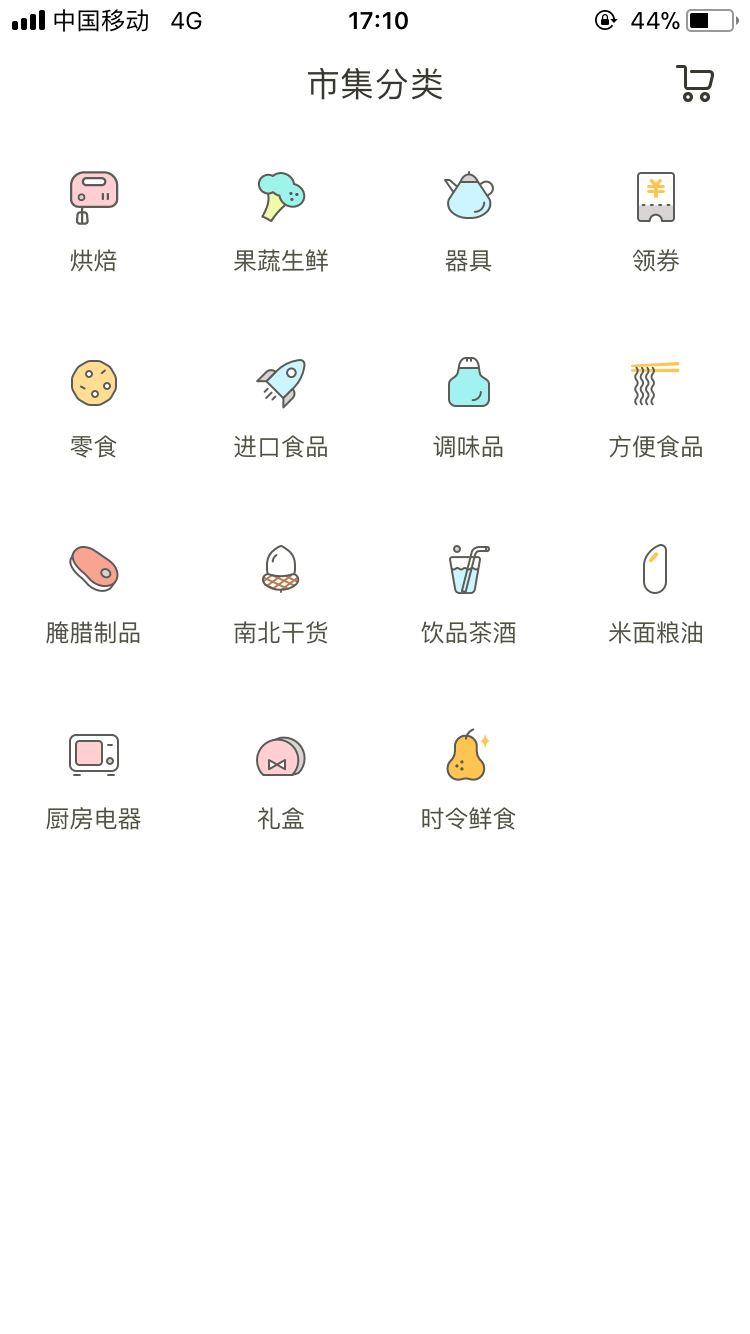 中国移动 4G 17:10 44%
市集分类
¥
烘焙 果蔬生鲜 器具 领券
零食 进口食品 调味品 方便食品
腌腊制品 南北干货 饮品茶酒 米面粮油
厨房电器 礼盒 时令鲜食